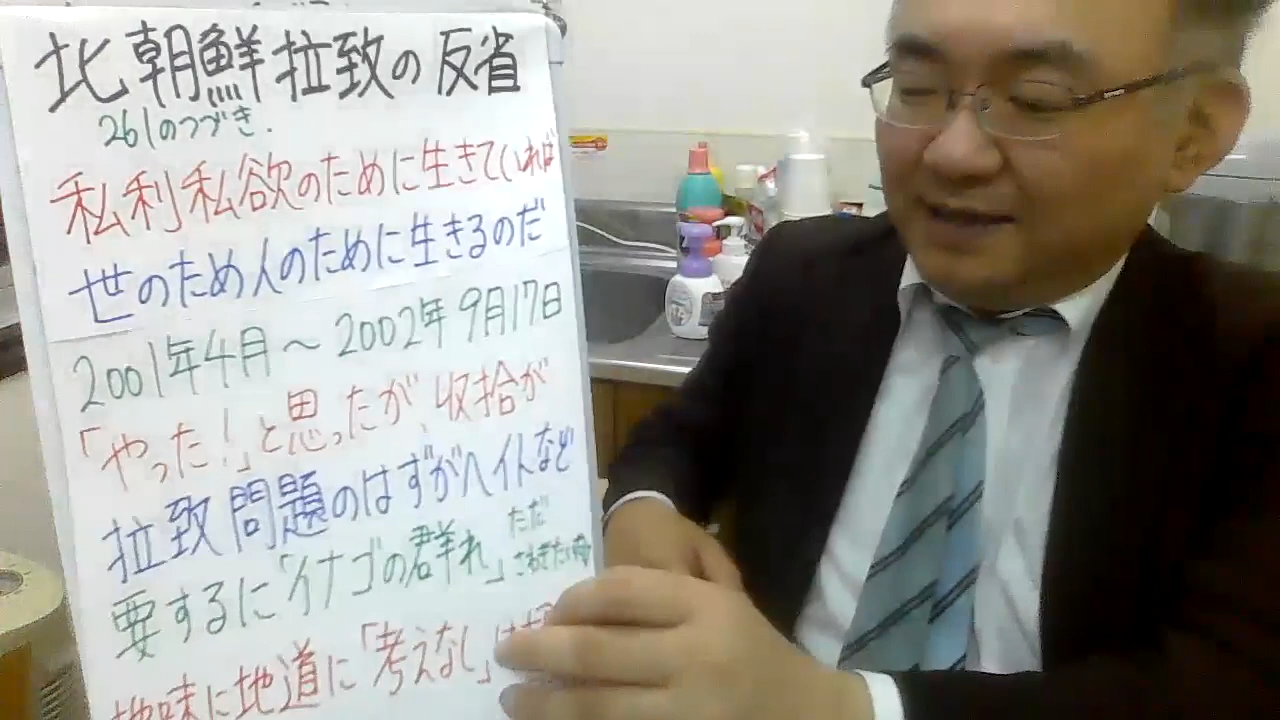 北朝鮮拉致の反省
261のつづき.
私利私欲のために生きていれば
世のため人のために生きるのだ
2001年4月〜2002年9月17日
「やった!」と思ったが、収拾が
拉致問題のはずがヘイトなど
要するに「イナゴの群れ」ただ
地味に地道に「考えなし」は